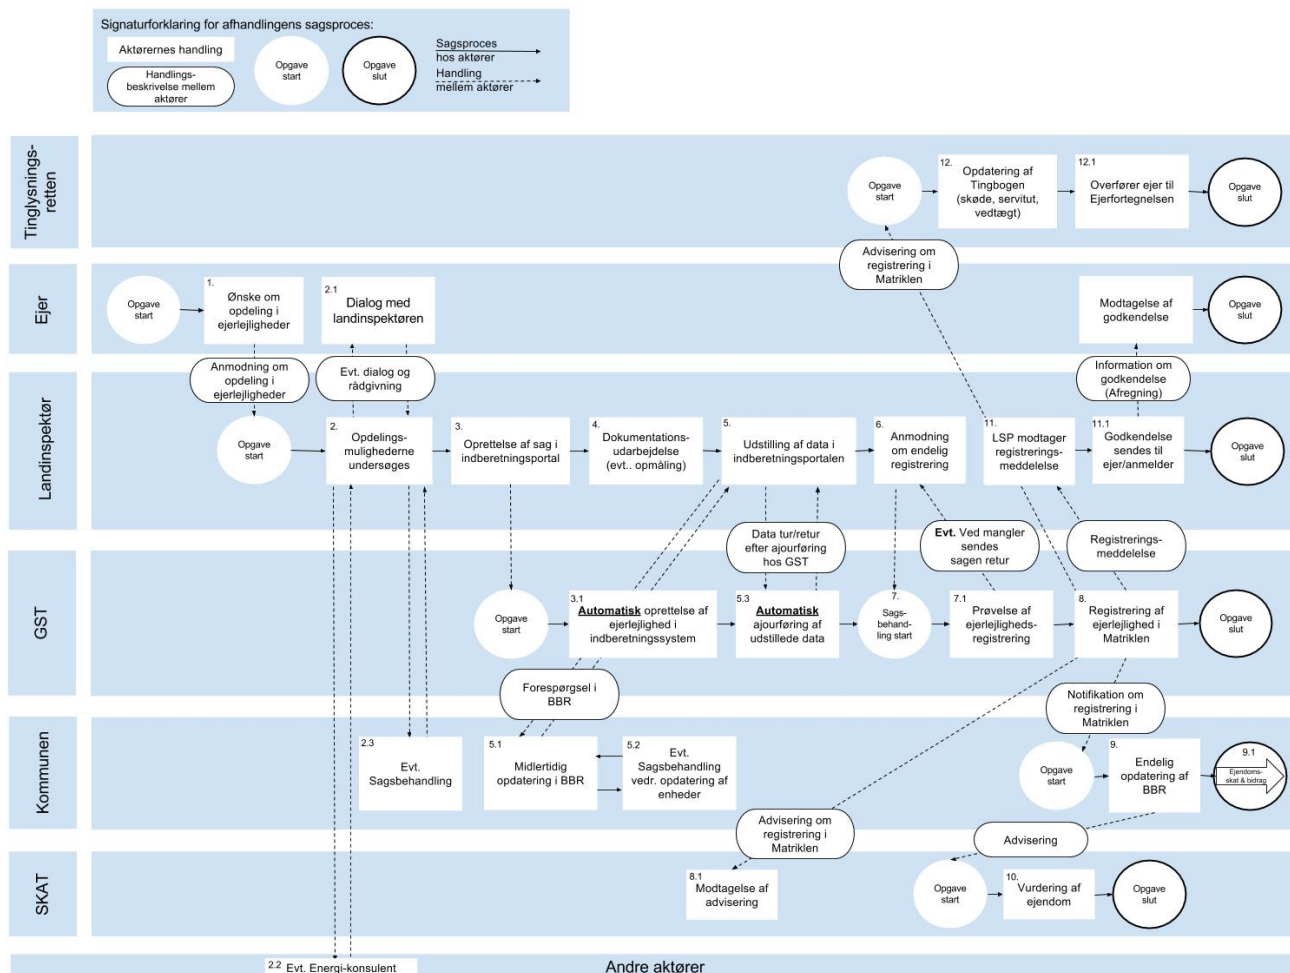 Signaturforklaring for afhandlingens sagsproces:
Aktørernes handling
Handlings-
beskrivelse mellem
aktører
Opgave
start
Opgave
slut
Sagsproces
hos aktører
Handling
mellem aktører
Tinglysnings-
retten
Opgave
start
12.
Opdatering af
Tingbogen
(skøde, servitut,
vedtægt)
12.1
Overfører ejer til
Ejerfortegnelsen
Opgave
slut
Advisering om
registrering i
Matriklen
Ejer
Opgave
start
1.
Ønske om
opdeling i
ejerlejligheder
2.1
Dialog med
landinspektøren
Modtagelse af
godkendelse
Opgave
slut
Anmodning om
opdeling i
ejerlejligheder
Evt. dialog og
rådgivning
Information om
godkendelse
(Afregning)
Landinspektør
Opgave
start
2.
Opdelings-
mulighederne
undersøges
3.
Oprettelse af sag i
indberetningsportal
4.
Dokumentations-
udarbejdelse
(evt.. opmåling)
5.
Udstilling af data i
indberetningsportalen
6.
Anmodning
om endelig
registrering
11.
LSP modtager
registrerings-
meddelelse
11.1
Godkendelse
sendes til
ejer/anmelder
Opgave
slut
Data tur/retur
efter ajourføring
hos GST
Evt. Ved mangler
sendes
sagen retur
Registrerings-
meddelelse
GST
Opgave
start
3.1
Automatisk oprettelse af
ejerlejlighed i
indberetningssystem
5.3
Automatisk
ajourføring af
udstillede data
7.
Sags-
behand-
ling start
7.1
Prøvelse af
ejerlejligheds-
registrering
8.
Registrering af
ejerlejlighed i
Matriklen
Opgave
slut
Forespørgsel i
BBR
Notifikation om
registrering i
Matriklen
Kommunen
2.3
Evt.
Sagsbehandling
5.1
Midlertidig
opdatering i BBR
5.2
Evt.
Sagsbehandling
vedr. opdatering af
enheder
Opgave
start
9.
Endelig
opdatering af
BBR
9.1
Ejendoms-
skat & bidrag
Advisering om
registrering i
Matriklen
Advisering
SKAT
8.1
Modtagelse af
advisering
Opgave
start
10.
Vurdering af
ejendom
Opgave
slut
2.2 Evt. Energi-konsulent
Andre aktører